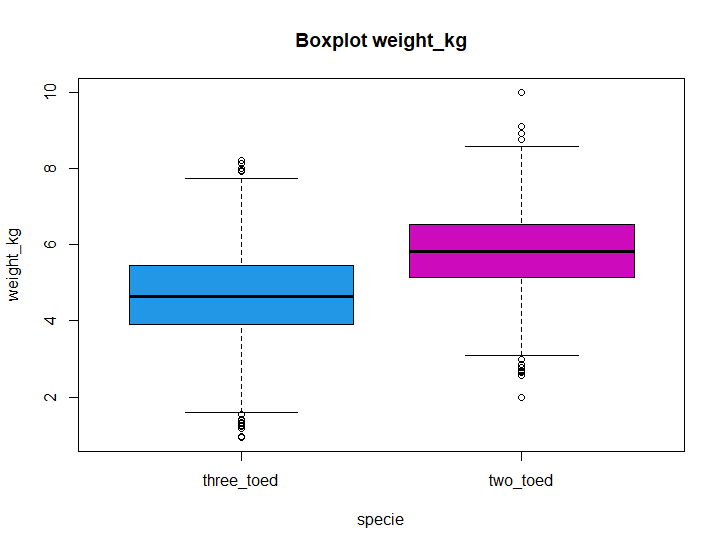 Boxplot weight_kg
10
8
6
4
2
weight_kg
three_toed
two_toed
specie